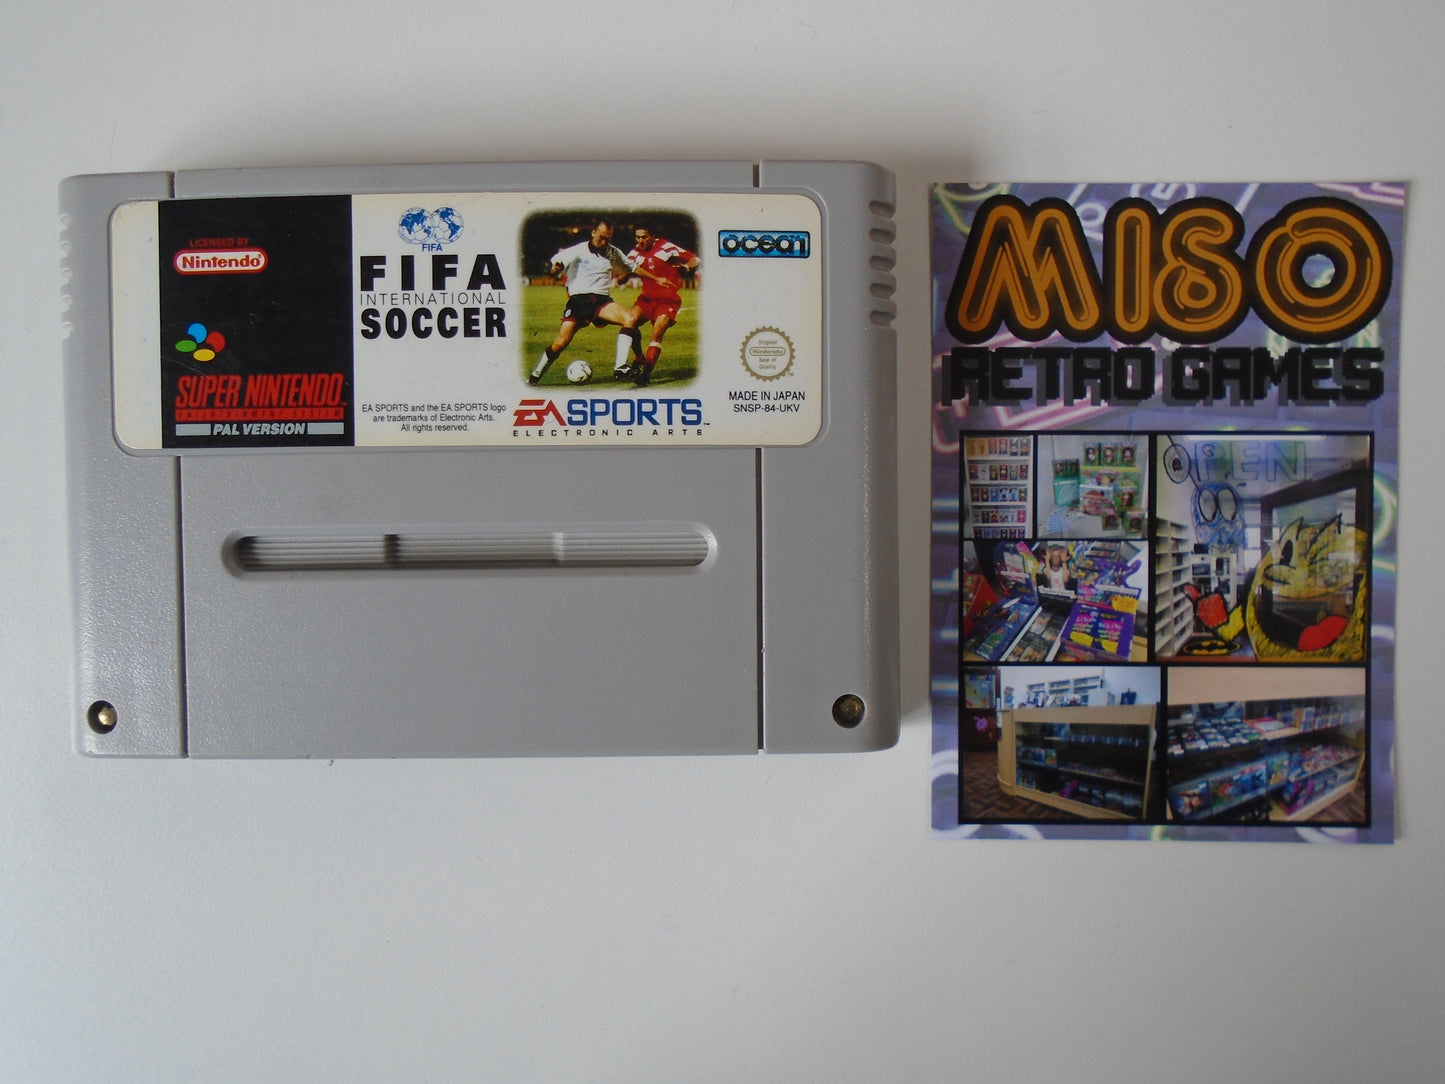 LICENSED BY
Nintendo
SUPER NINTENDO
ENTERTAINMENT SYSTEM
PAL VERSION
FIFA
FIFA
INTERNATIONAL
SOCCER
EA SPORTS and the EA SPORTS logo
are trademarks of Electronic Arts.
All rights reserved.
EA SPORTS™
ELECTRONIC ARTS
ocean
Original
Nintendo
Seal of
Quality
TM
MADE IN JAPAN
SNSP-84-UKV
MISO
RETRO GAMES
OPEN